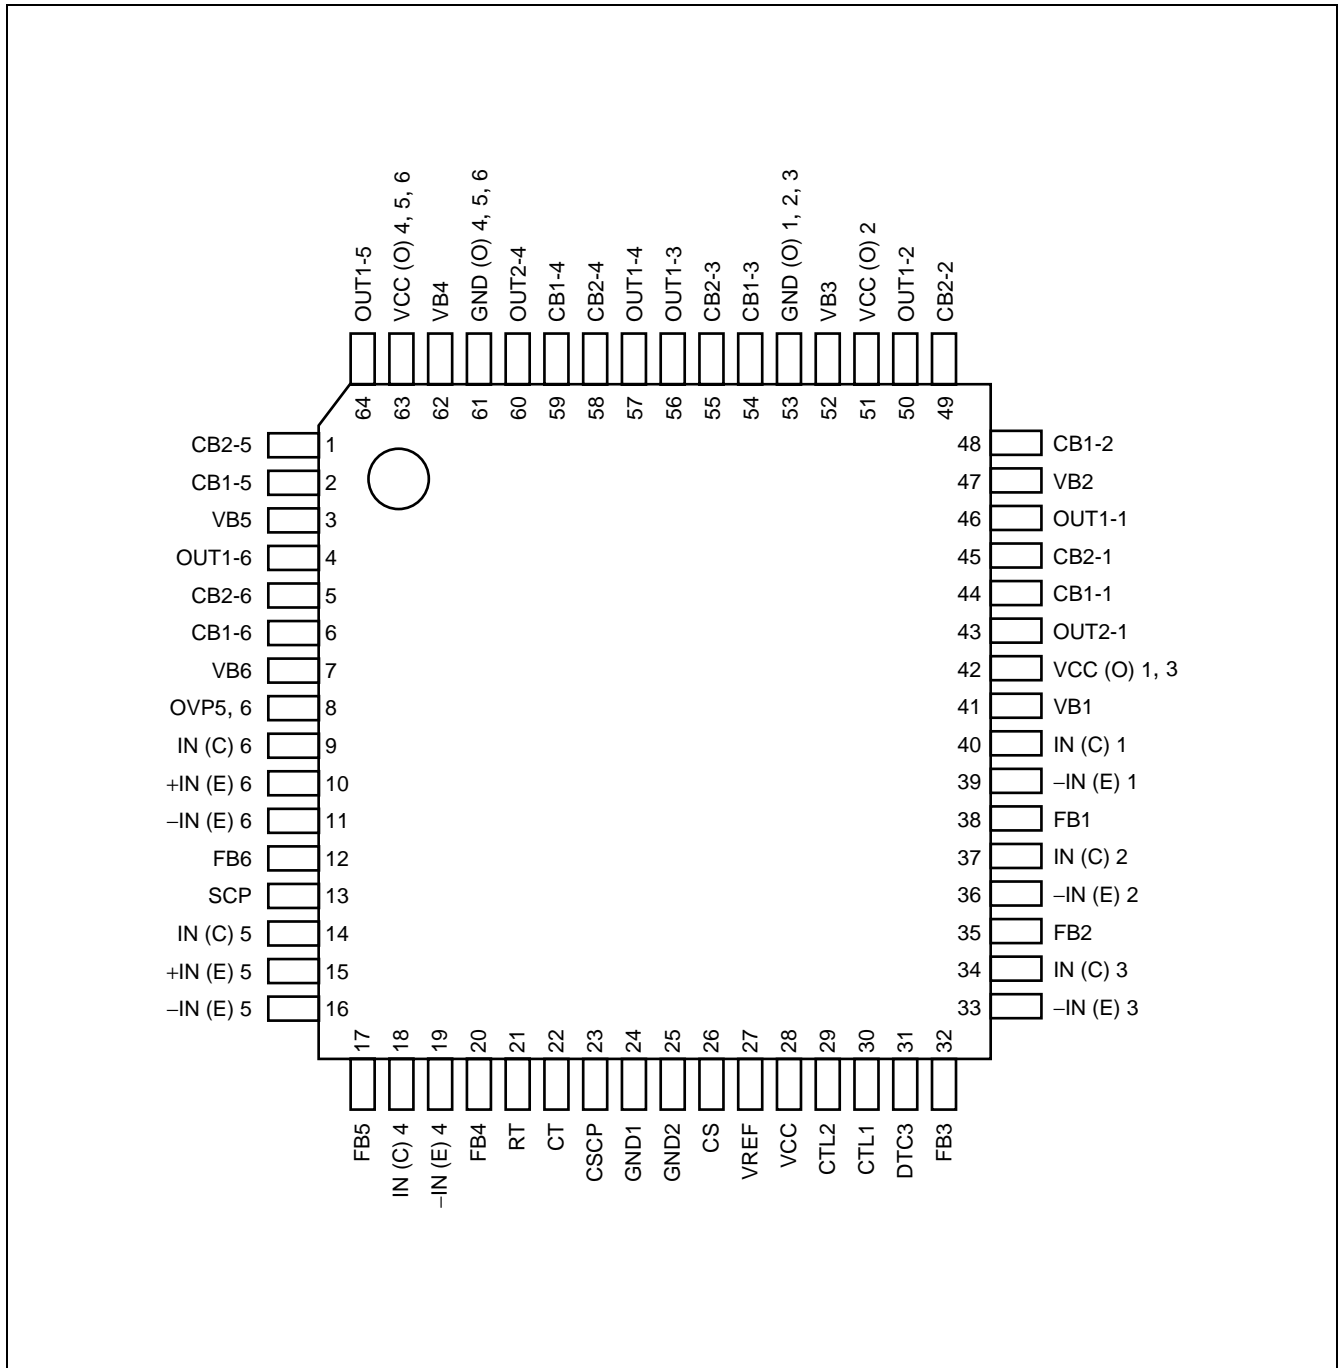 OUT1-5
VCC (O) 4, 5, 6
VB4
GND (O) 4, 5, 6
OUT2-4
CB1-4
CB2-4
OUT1-4
OUT1-3
CB2-3
CB1-3
GND (O) 1, 2, 3
VB3
VCC (O) 2
OUT1-2
CB2-2
64
63
62
61
60
59
58
57
56
55
54
53
52
51
50
49
CB2-5 1
CB1-5 2
VB5 3
OUT1-6 4
CB2-6 5
CB1-6 6
VB6 7
OVP5, 6 8
IN (C) 6 9
+IN (E) 6 10
−IN (E) 6 11
FB6 12
SCP 13
IN (C) 5 14
+IN (E) 5 15
−IN (E) 5 16
48 CB1-2
47 VB2
46 OUT1-1
45 CB2-1
44 CB1-1
43 OUT2-1
42 VCC (O) 1, 3
41 VB1
40 IN (C) 1
39 −IN (E) 1
38 FB1
37 IN (C) 2
36 −IN (E) 2
35 FB2
34 IN (C) 3
33 −IN (E) 3
17
18
19
20
21
22
23
24
25
26
27
28
29
30
31
32
FB5
IN (C) 4
−IN (E) 4
FB4
RT
CT
CSCP
GND1
GND2
CS
VREF
VCC
CTL2
CTL1
DTC3
FB3